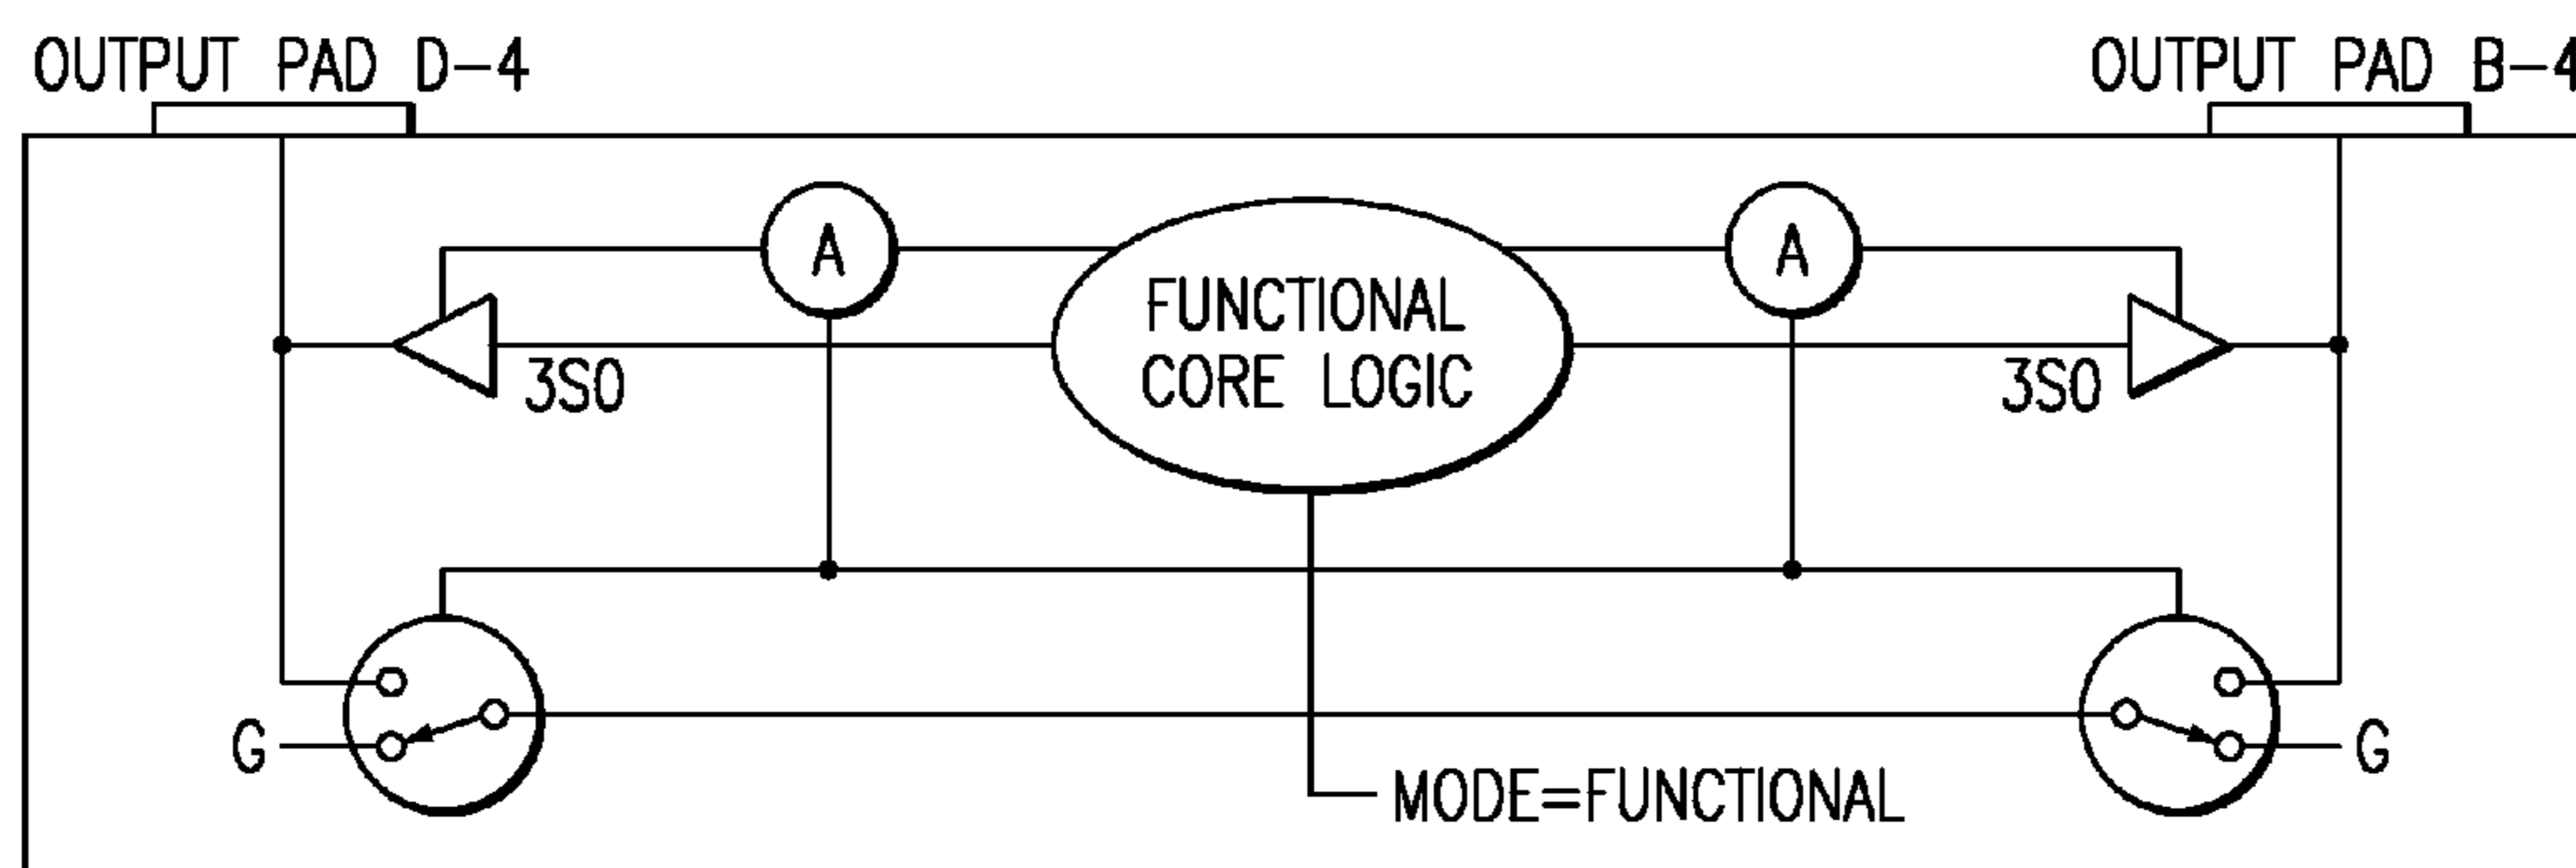 OUTPUT PAD D-4
OUTPUT PAD B-4
A
A
FUNCTIONAL
CORE LOGIC
3SO
3SO
G
G
MODE=FUNCTIONAL